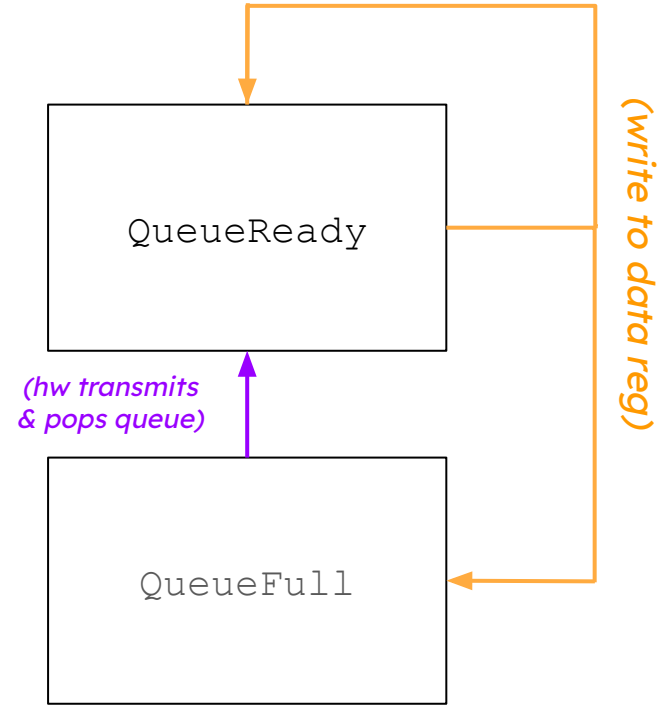 QueueReady
(write to data reg)
(hw transmits
& pops queue)
QueueFull